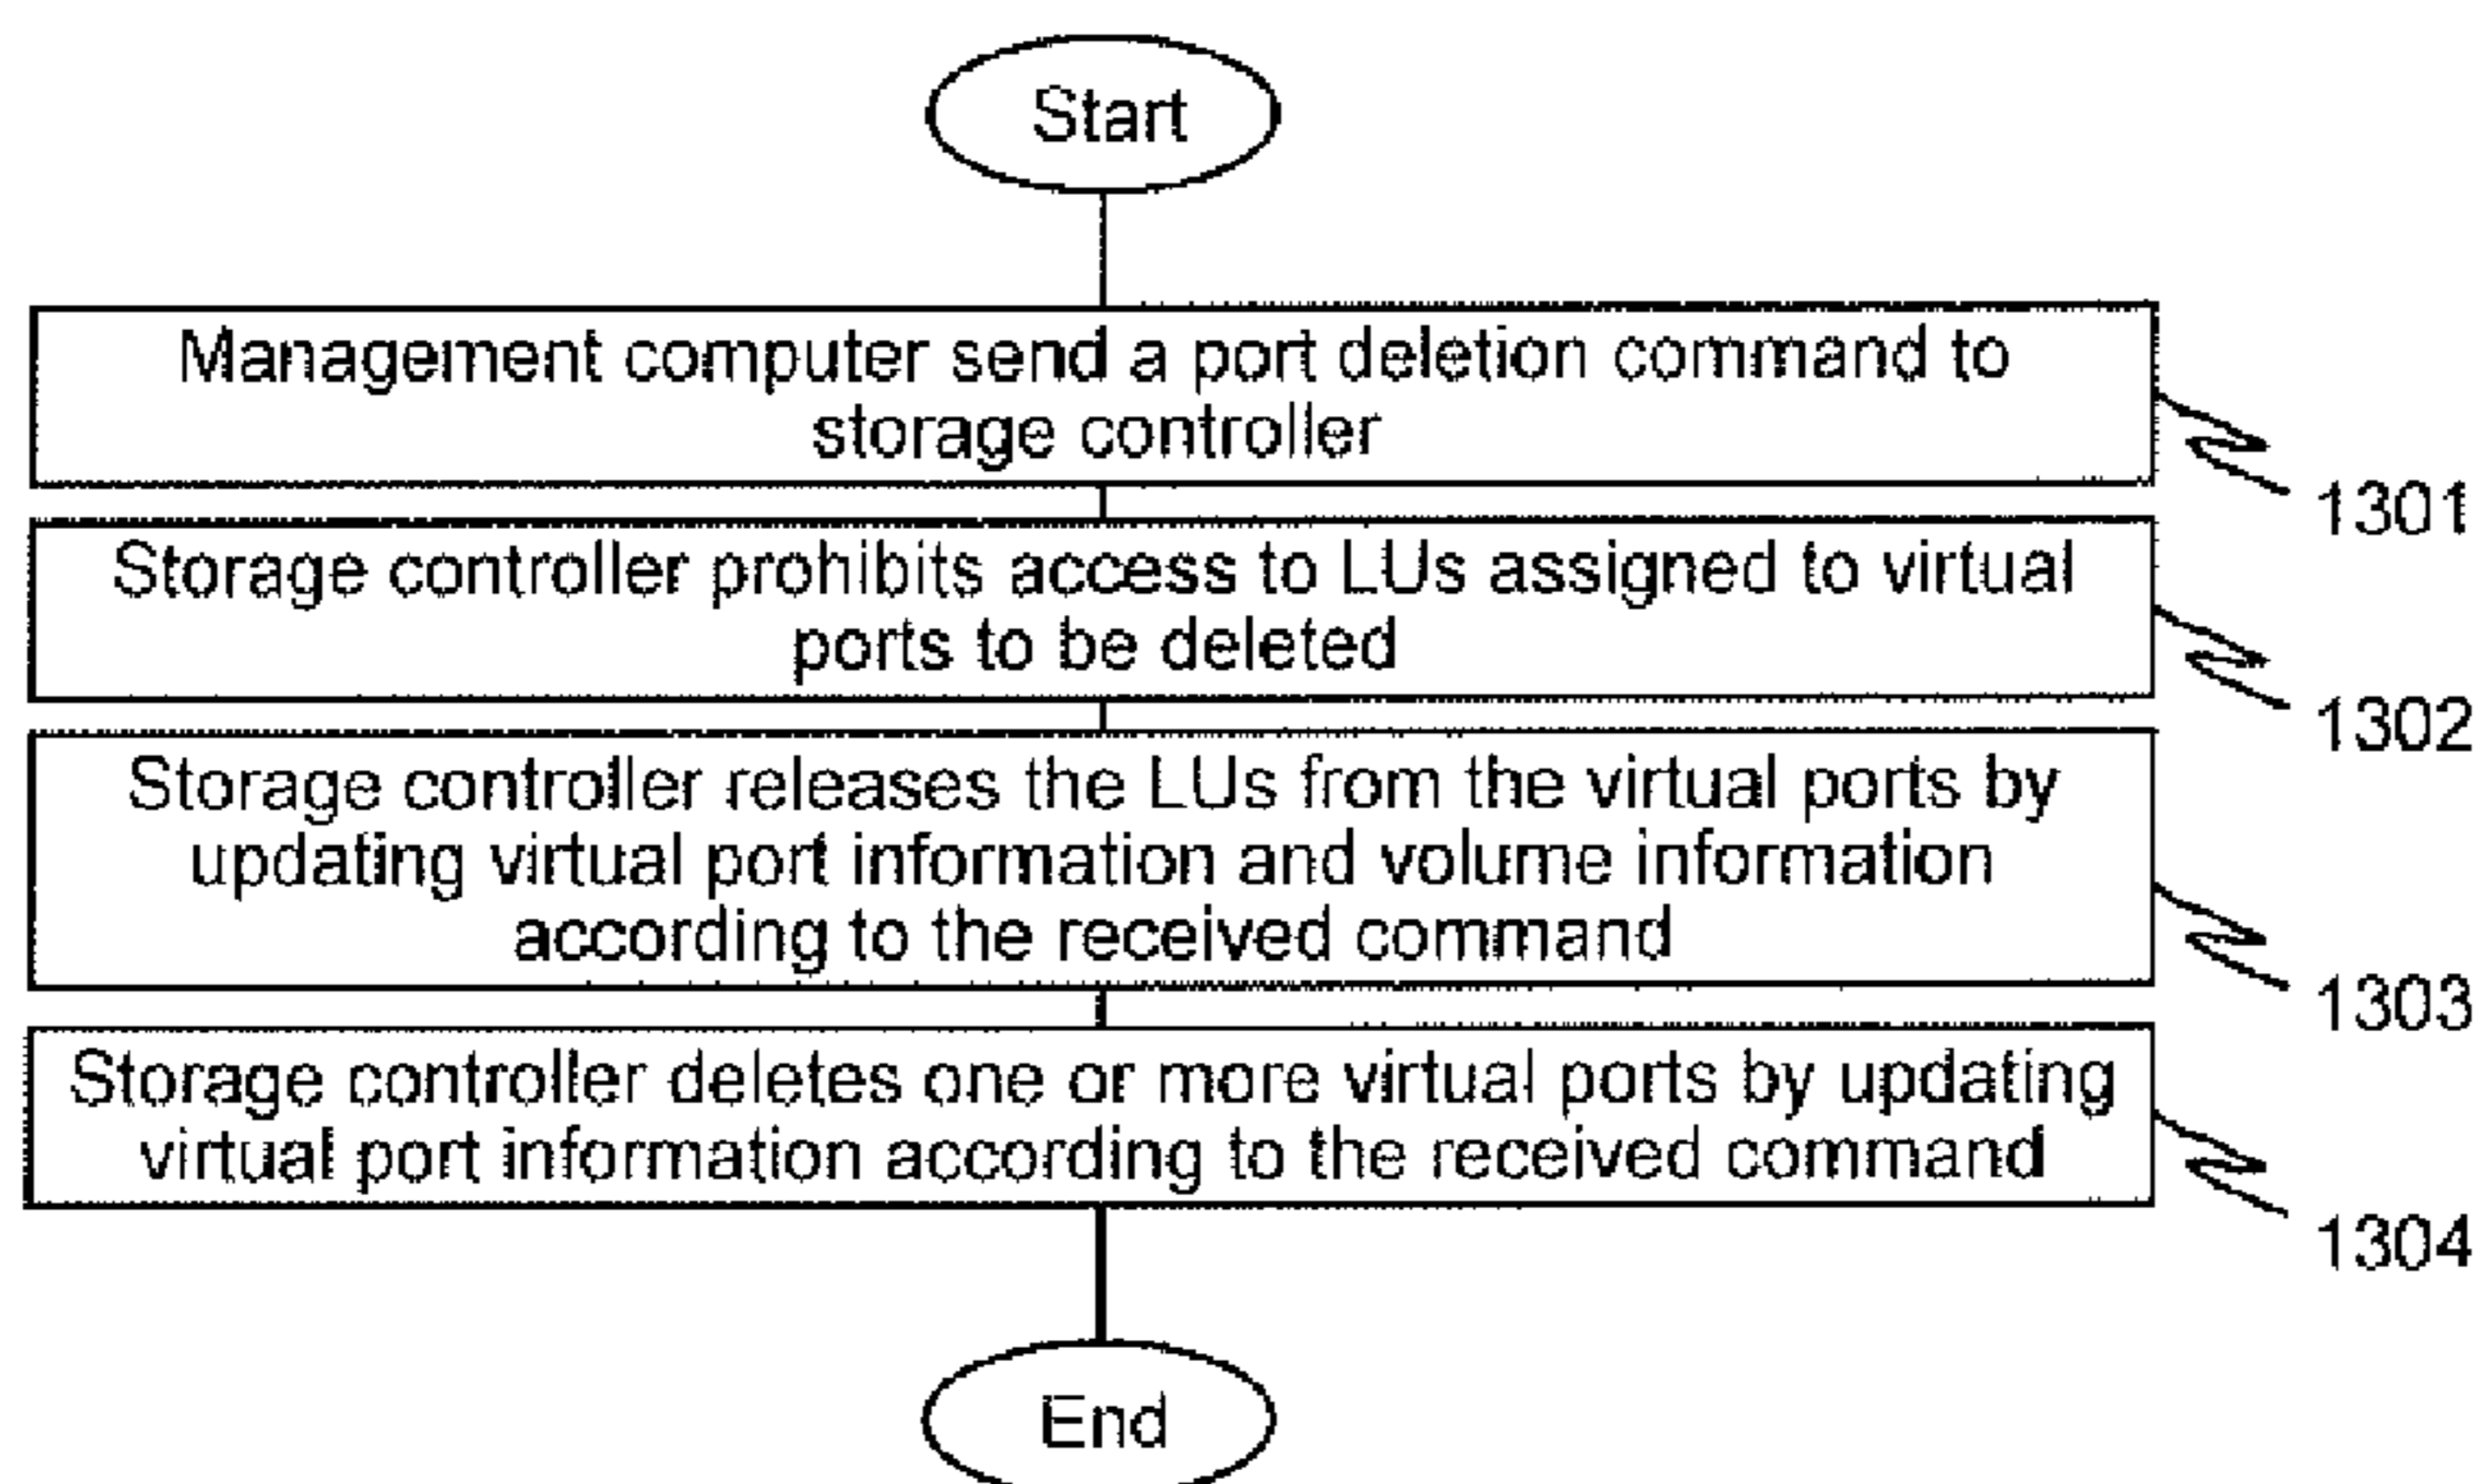 Start
Management computer send a port deletion command to
storage controller
1301
Storage controller prohibits access to LUs assigned to virtual
ports to be deleted
1302
Storage controller releases the LUs from the virtual ports by
updating virtual port information and volume information
according to the received command
1303
Storage controller deletes one or more virtual ports by updating
virtual port information according to the received command
1304
End